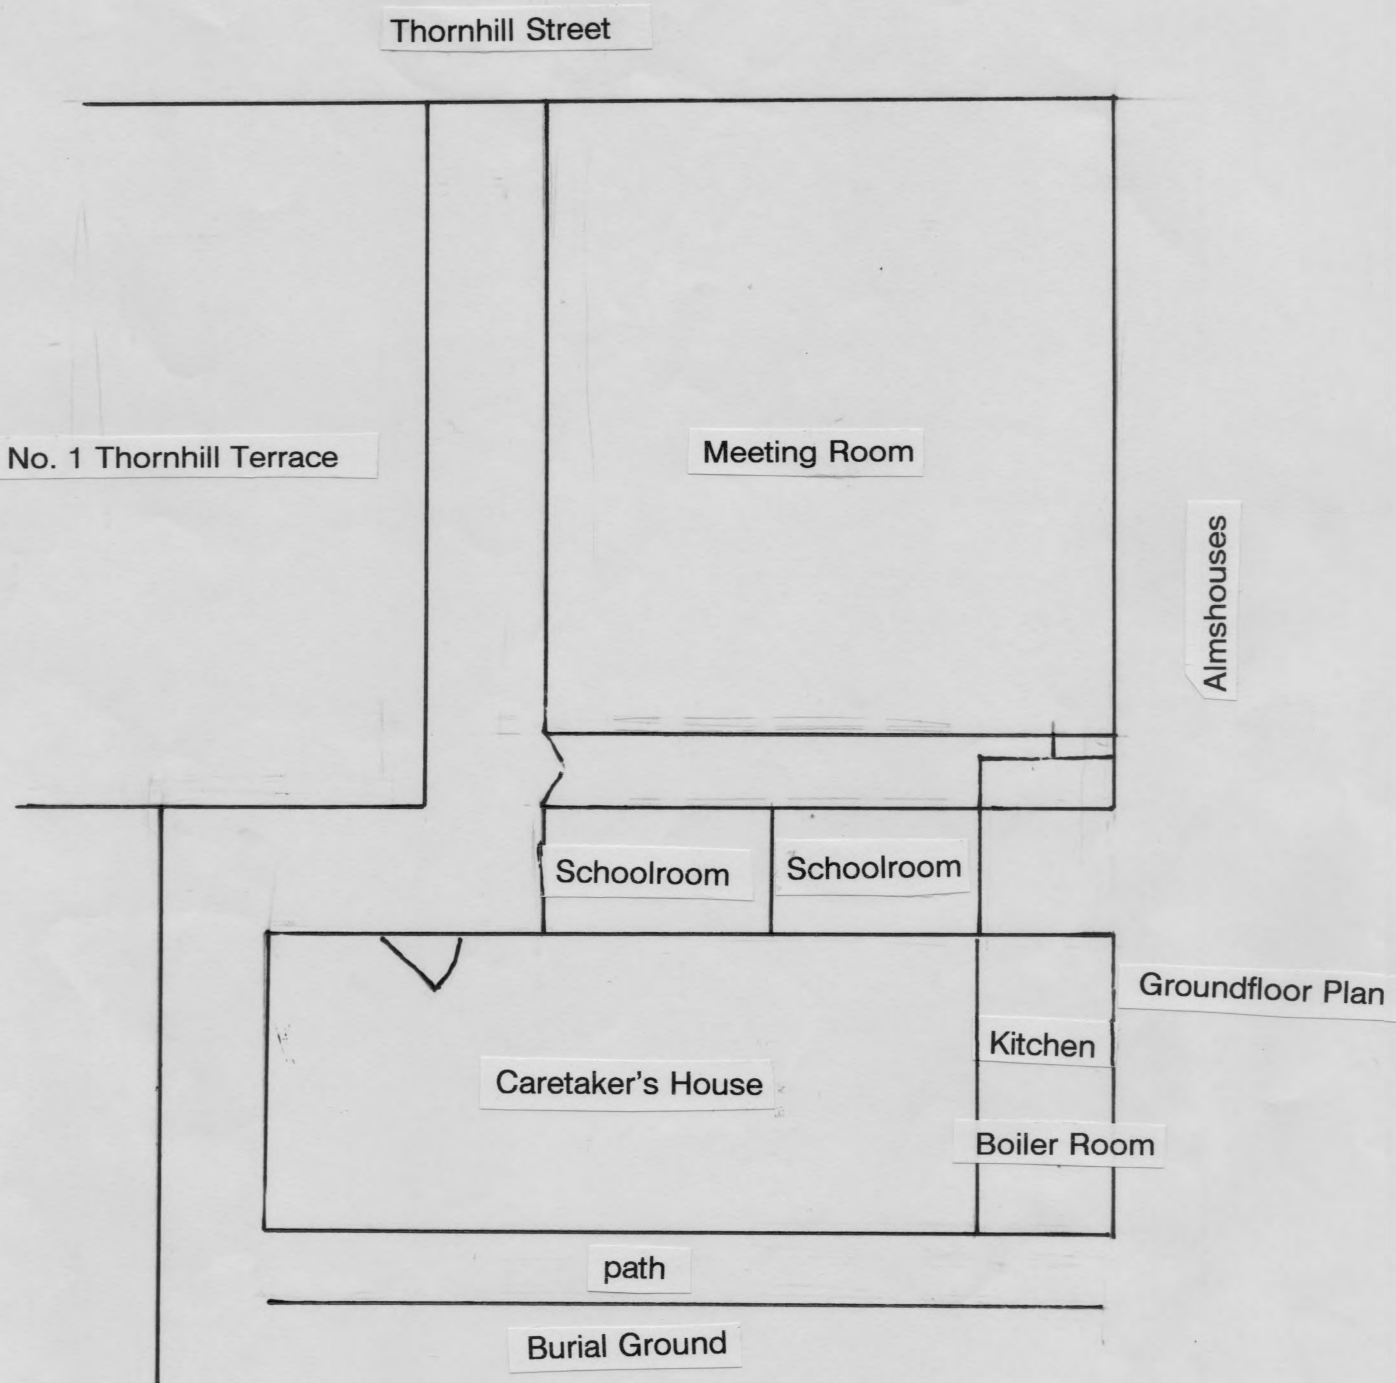 Thornhill Street
No. 1 Thornhill Terrace
Meeting Room
Almshouses
Schoolroom
Schoolroom
Groundfloor Plan
Kitchen
Caretaker's House
Boiler Room
path
Burial Ground